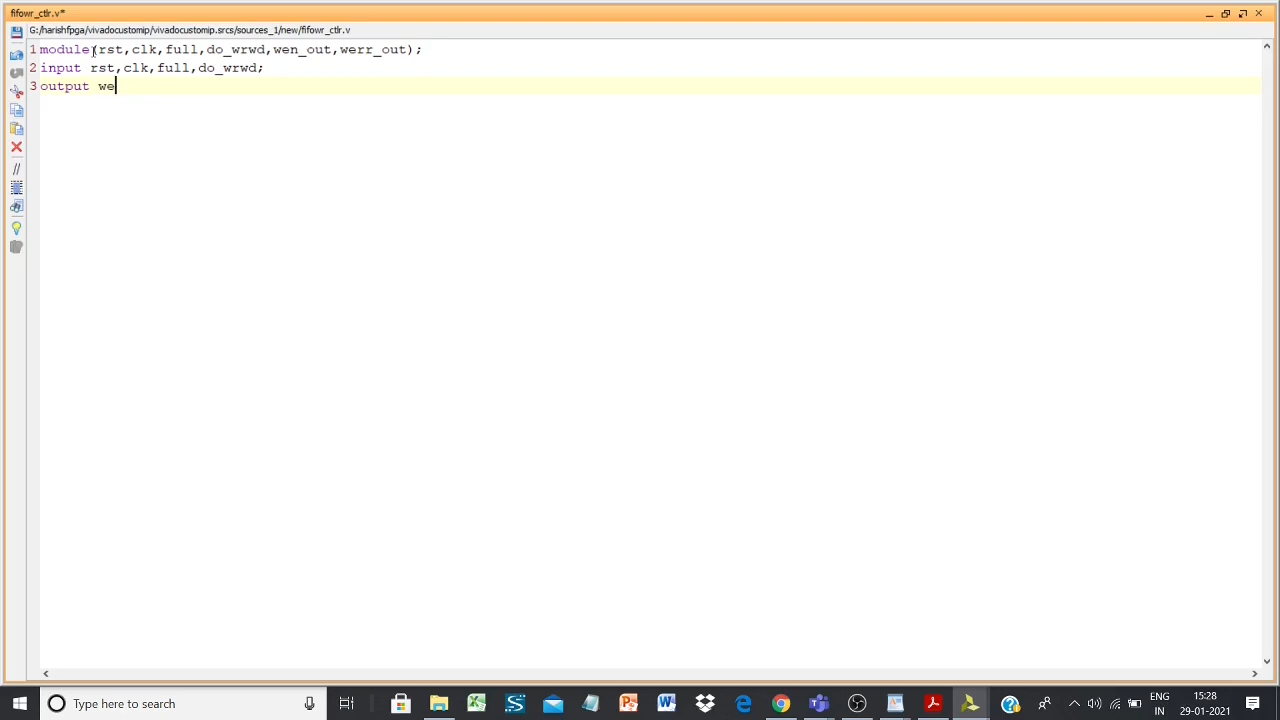 fifowr_ctlr.v*
G:/harishfpga/vivadocustomip/vivadocustomip.srcs/sources_1/new/fifowr_ctlr.v
1 module(rst,clk,full,do_wrwd,wen_out,werr_out);
2 input rst,clk,full,do_wrwd;
3 output we
Type here to search
ENG
IN
15:28
29-01-2021